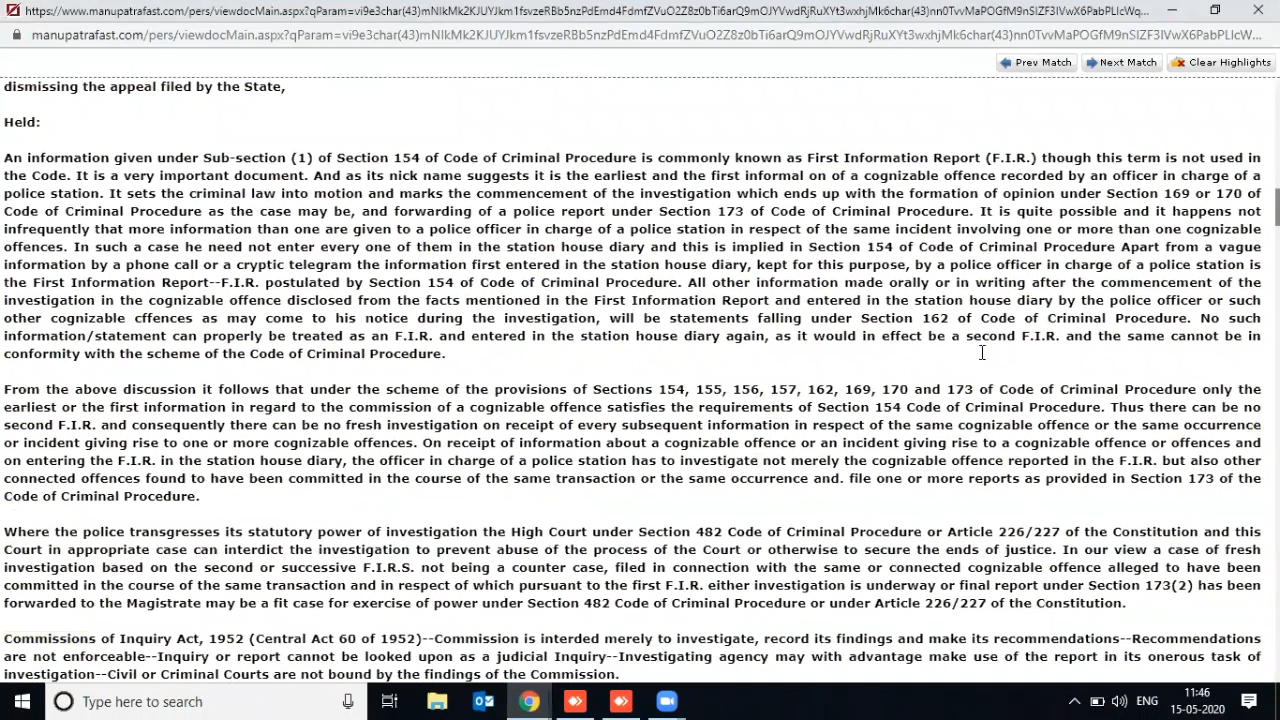 https://www.manupatrafast.com/pers/viewdocMain.aspx?qParam=
manupatrafast.com/pers/viewdocMain.aspx?qParam=
Prev Match Next Match Clear Highlights
dismissing the appeal filed by the State,
Held:
An information given under Sub-section (1) of Section 154 of Code of Criminal Procedure is commonly known as First Information Report (F.I.R.) though this term is not used in
the Code. It is a very important document. And as its nick name suggests it is the earliest and the first informal on of a cognizable offence recorded by an officer in charge of a
police station. It sets the criminal law into motion and marks the commencement of the investigation which ends up with the formation of opinion under Section 169 or 170 of
Code of Criminal Procedure as the case may be, and forwarding of a police report under Section 173 of Code of Criminal Procedure. It is quite possible and it happens not
infrequently that more information than one are given to a police officer in charge of a police station in respect of the same incident involving one or more than one cognizable
offences. In such a case he need not enter every one of them in the station house diary and this is implied in Section 154 of Code of Criminal Procedure Apart from a vague
information by a phone call or a cryptic telegram the information first entered in the station house diary, kept for this purpose, by a police officer in charge of a police station is
the First Information Report--F.I.R. postulated by Section 154 of Code of Criminal Procedure. All other information made orally or in writing after the commencement of the
investigation in the cognizable offence disclosed from the facts mentioned in the First Information Report and entered in the station house diary by the police officer or such
other cognizable cffences as may come to his notice during the investigation, will be statements falling under Section 162 of Code of Criminal Procedure. No such
information/statement can properly be treated as an F.I.R. and entered in the station house diary again, as it would in effect be a second F.I.R. and the same cannot be in
conformity with the scheme of the Code of Criminal Procedure.
From the above discussion it follows that under the scheme of the provisions of Sections 154, 155, 156, 157, 162, 169, 170 and 173 of Code of Criminal Procedure only the
earliest or the first information in regard to the commission of a cognizable offence satisfies the requirements of Section 154 Code of Criminal Procedure. Thus there can be no
second F.I.R. and consequently there can be no fresh investigation on receipt of every subsequent information in respect of the same cognizable offence or the same occurrence
or incident giving rise to one or more cognizable offences. On receipt of information about a cognizable offence or an incident giving rise to a cognizable offence or offences and
on entering the F.I.R. in the station house diary, the officer in charge of a police station has to investigate not merely the cognizable offence reported in the F.I.R. but also other
connected offences found to have been committed in the course of the same transaction or the same occurrence and. file one or more reports as provided in Section 173 of the
Code of Criminal Procedure.
Where the police transgresses its statutory power of investigation the High Court under Section 482 Code of Criminal Procedure or Article 226/227 of the Constitution and this
Court in appropriate case can interdict the investigation to prevent abuse of the process of the Court or otherwise to secure the ends of justice. In our view a case of fresh
investigation based on the second or successive F.I.R.S. not being a counter case, filed in connection with the same or connected cognizable offence alleged to have been
committed in the course of the same transaction and in respect of which pursuant to the first F.I.R. either investigation is underway or final report under Section 173(2) has been
forwarded to the Magistrate may be a fit case for exercise of power under Section 482 Code of Criminal Procedure or under Article 226/227 of the Constitution.
Commissions of Inquiry Act, 1952 (Central Act 60 of 1952)--Commission is interded merely to investigate, record its findings and make its recommendations--Recommendations
are not enforceable--Inquiry or report cannot be looked upon as a judicial Inquiry--Investigating agency may with advantage make use of the report in its onerous task of
investigation--Civil or Criminal Courts are not bound by the findings of the Commission.
Type here to search
ENG
11:46
15-05-2020